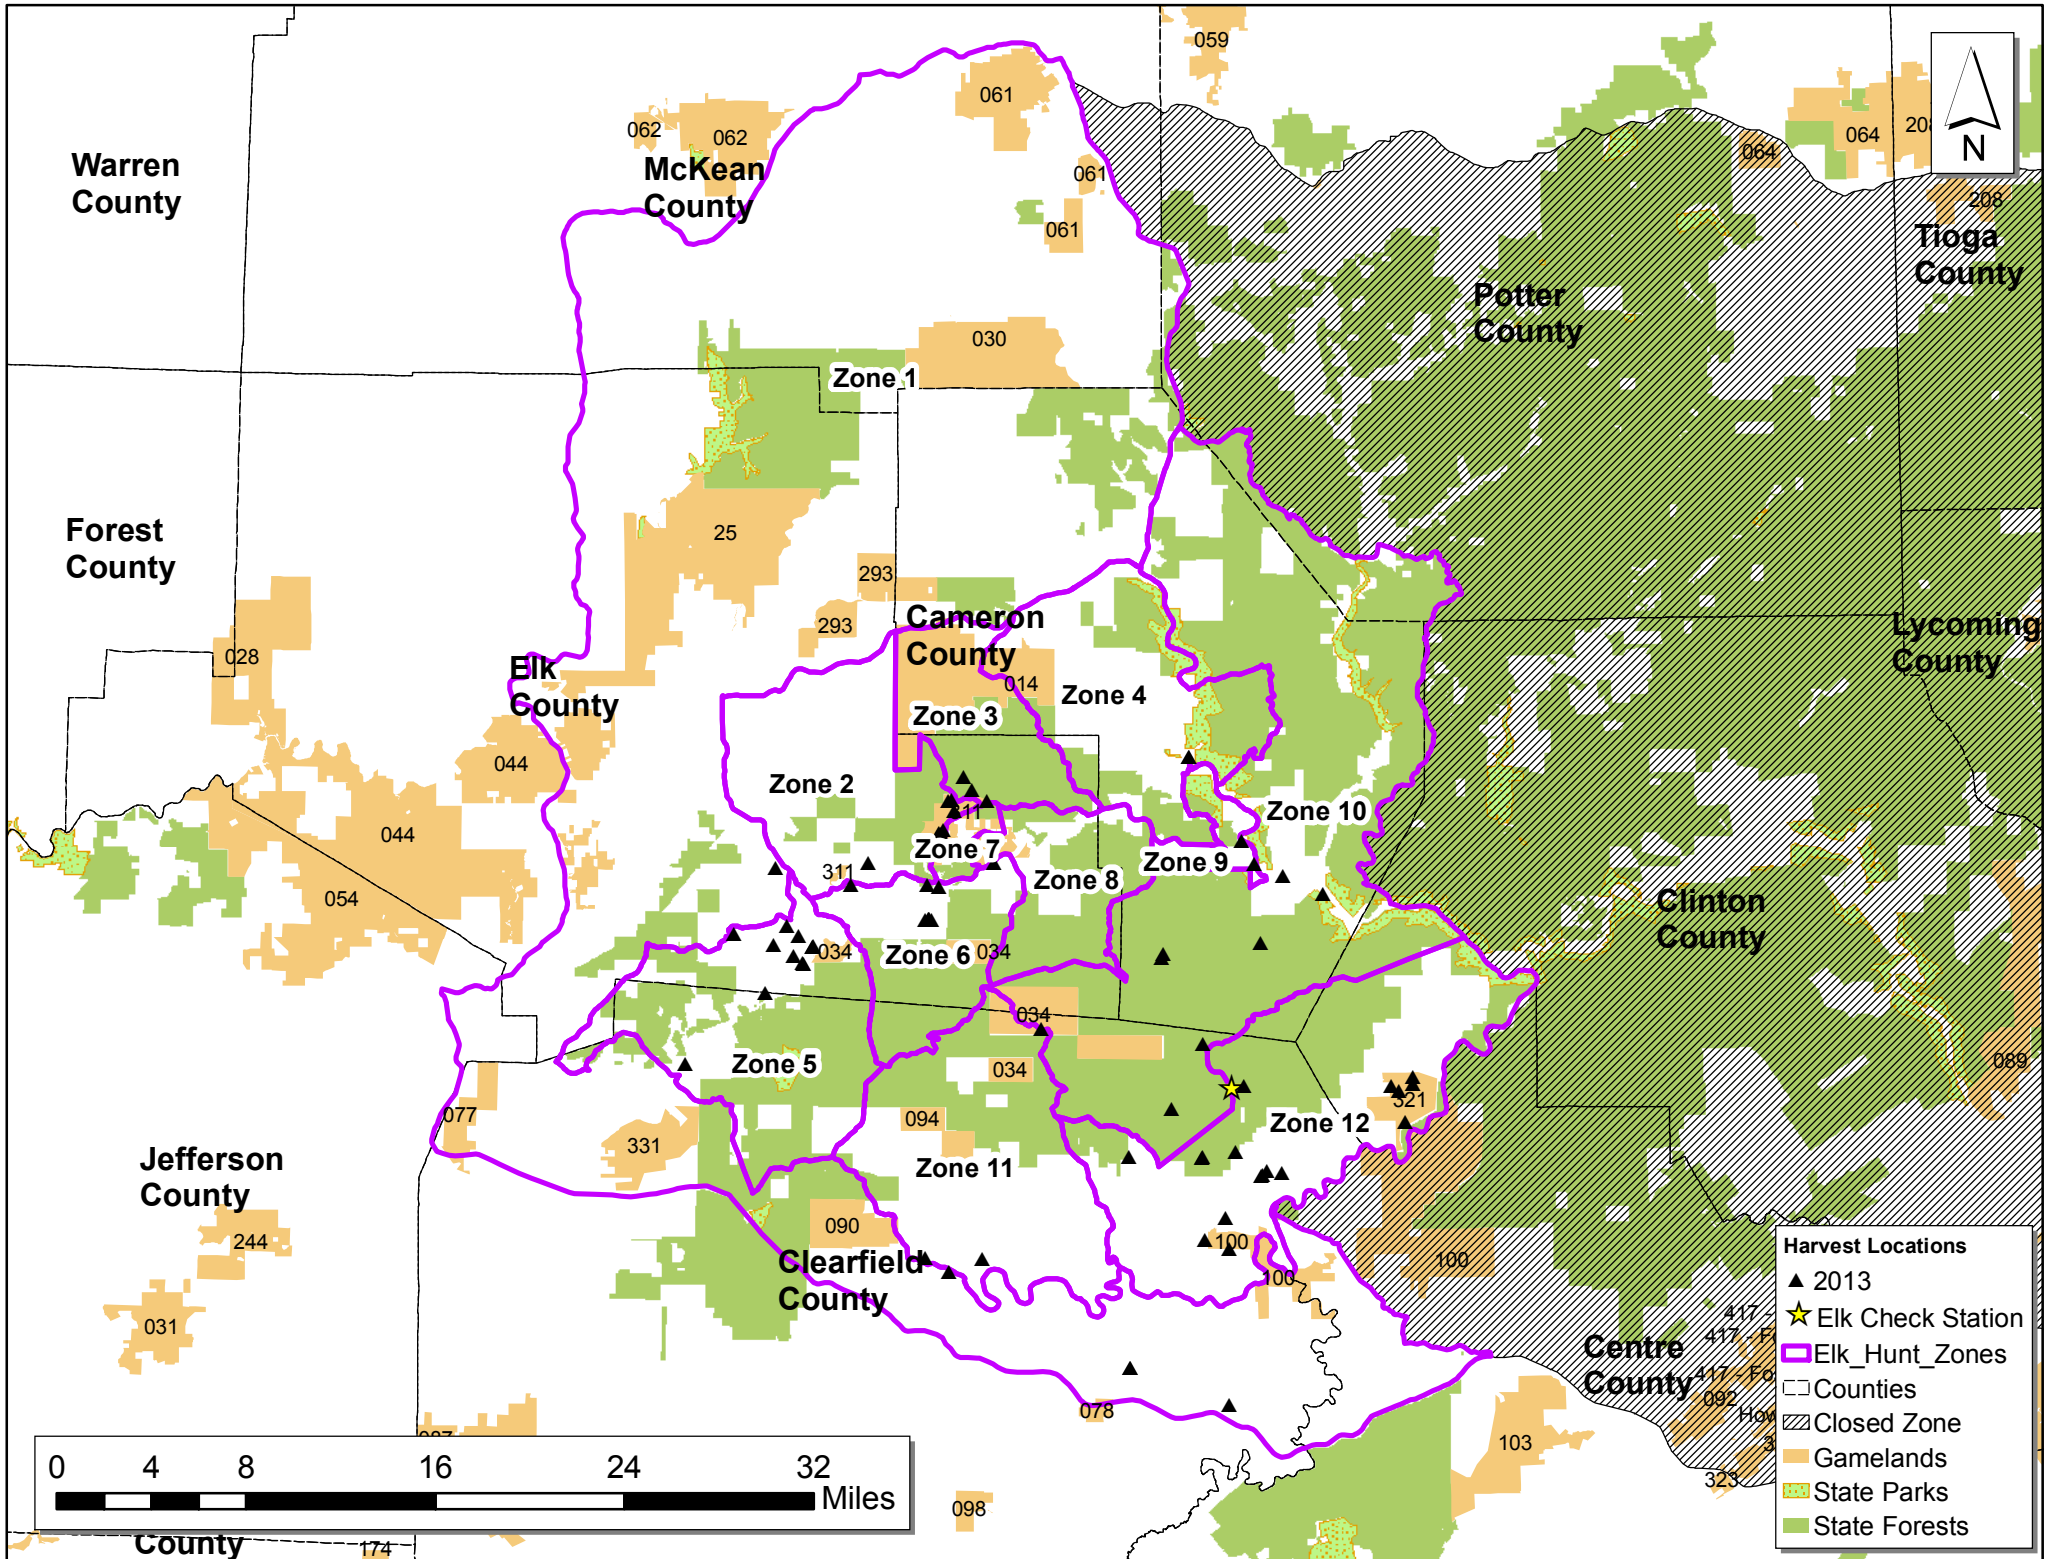 059
061
062
062
McKean
County
Warren
County
061
061
064
064
208
Tioga
County
Potter
County
N
030
Zone 1
25
Forest
County
293
293
Cameron
County
014
Zone 4
Zone 3
028
Elk
County
Lycoming
County
044
Zone 2
044
054
311
Zone 7
Zone 8
Zone 9
Zone 10
Clinton
County
034
Zone 6
034
034
034
Zone 5
094
Zone 11
Zone 12
321
089
077
331
Jefferson
County
244
031
090
Clearfield
County
100
100
100
078
103
098
174
County
Centre
County
417 -
417 - Fo
417 - Fo
092
323
Harvest Locations
2013
Elk Check Station
Elk_Hunt_Zones
Counties
Closed Zone
Gamelands
State Parks
State Forests
0 4 8 16 24 32
Miles